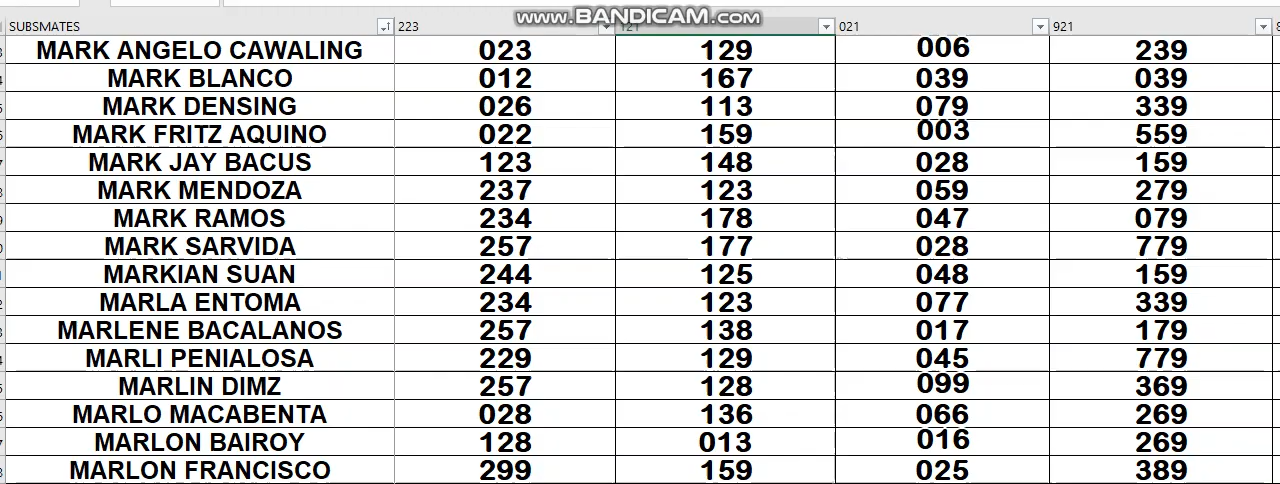 www.BANDICAM.com
SUBSMATES 223 121 021 921
MARK ANGELO CAWALING 023 129 006 239
MARK BLANCO 012 167 039 039
MARK DENSING 026 113 079 339
MARK FRITZ AQUINO 022 159 003 559
MARK JAY BACUS 123 148 028 159
MARK MENDOZA 237 123 059 279
MARK RAMOS 234 178 047 079
MARK SARVIDA 257 177 028 779
MARKIAN SUAN 244 125 048 159
MARLA ENTOMA 234 123 077 339
MARLENE BACALANOS 257 138 017 179
MARLI PENIALOSA 229 129 045 779
MARLIN DIMZ 257 128 099 369
MARLO MACABENTA 028 136 066 269
MARLON BAIROY 128 013 016 269
MARLON FRANCISCO 299 159 025 389